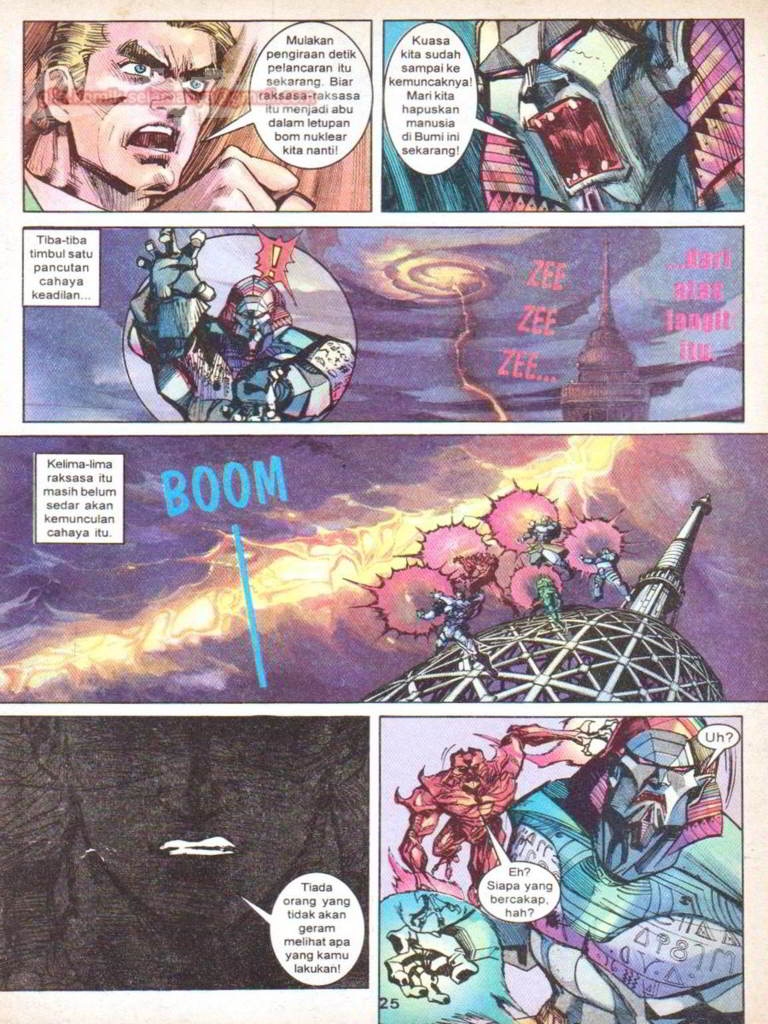 Mulakan
pengiraan detik
pelancaran itu
sekarang. Biar
raksasa-raksasa
itu menjadi abu
dalam letupan
bom nuklear
kita nanti!
Kuasa
kita sudah
sampai ke
kemuncaknya!
Mari kita
hapuskan
manusia
di Bumi ini
sekarang!
Tiba-tiba
timbul satu
pancutan
cahaya
keadilan...
!
ZEE
ZEE
ZEE...
...Dari
atas
langit
itu.
Kelima-lima
raksasa itu
masih belum
sedar akan
kemunculan
cahaya itu.
BOOM
Tiada
orang yang
tidak akan
geram
melihat apa
yang kamu
lakukan!
Uh?
Eh?
Siapa yang
bercakap,
hah?
25